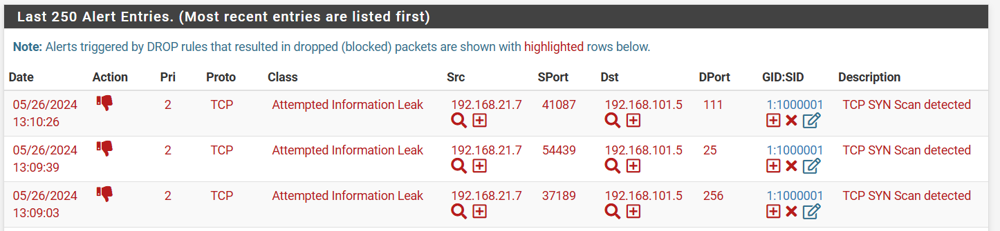 Last 250 Alert Entries. (Most recent entries are listed first)
Note: Alerts triggered by DROP rules that resulted in dropped (blocked) packets are shown with highlighted rows below.
Date Action Pri Proto Class Src SPort Dst DPort GID:SID Description
05/26/2024 2 TCP Attempted Information Leak 192.168.21.7 41087 192.168.101.5 111 1:1000001 TCP SYN Scan detected
13:10:26
05/26/2024 2 TCP Attempted Information Leak 192.168.21.7 54439 192.168.101.5 25 1:1000001 TCP SYN Scan detected
13:09:39
05/26/2024 2 TCP Attempted Information Leak 192.168.21.7 37189 192.168.101.5 256 1:1000001 TCP SYN Scan detected
13:09:03